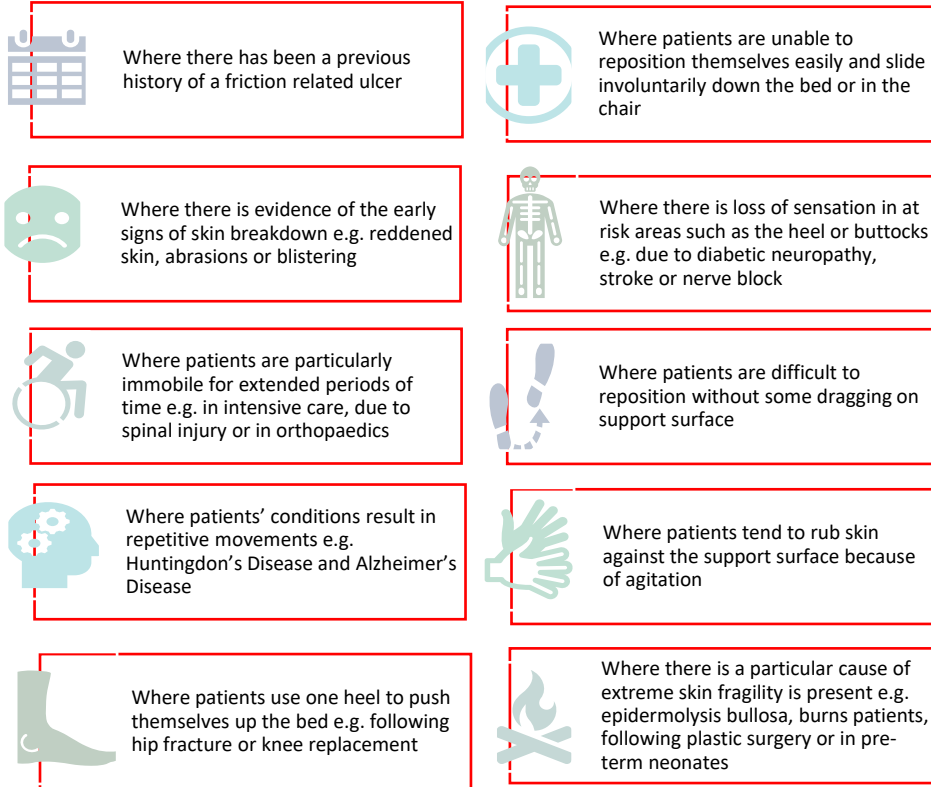 Where there has been a previous
history of a friction related ulcer
Where patients are unable to
reposition themselves easily and slide
involuntarily down the bed or in the
chair
Where there is evidence of the early
signs of skin breakdown e.g. reddened
skin, abrasions or blistering
Where there is loss of sensation in at
risk areas such as the heel or buttocks
e.g. due to diabetic neuropathy,
stroke or nerve block
Where patients are particularly
immobile for extended periods of
time e.g. in intensive care, due to
spinal injury or in orthopaedics
Where patients are difficult to
reposition without some dragging on
support surface
Where patients’ conditions result in
repetitive movements e.g.
Huntingdon’s Disease and Alzheimer’s
Disease
Where patients tend to rub skin
against the support surface because
of agitation
Where patients use one heel to push
themselves up the bed e.g. following
hip fracture or knee replacement
Where there is a particular cause of
extreme skin fragility is present e.g.
epidermolysis bullosa, burns patients,
following plastic surgery or in pre-
term neonates